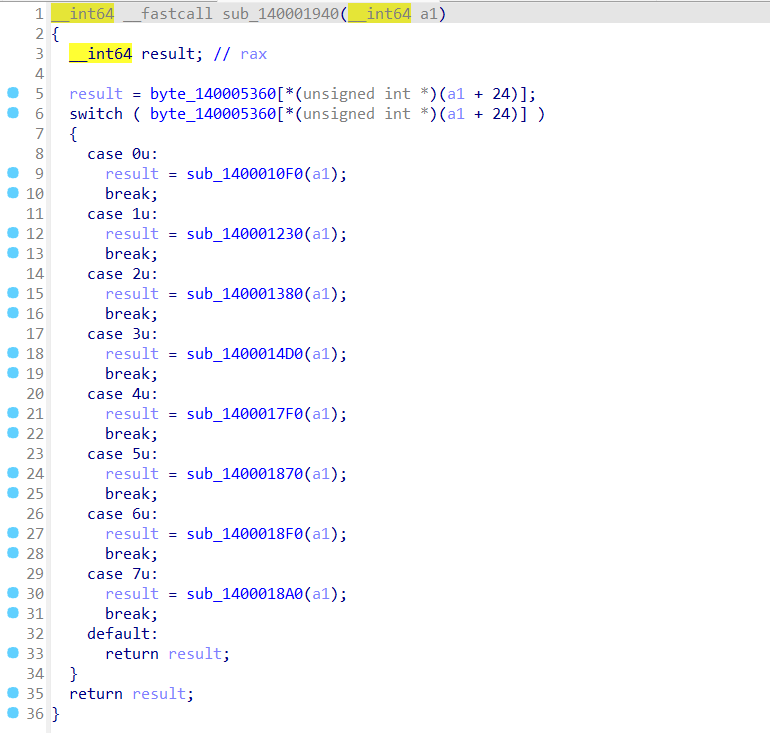 1 __int64 __fastcall sub_140001940(__int64 a1)
2 {
3   __int64 result; // rax
4
5   result = byte_140005360[*(unsigned int *)(a1 + 24)];
6   switch ( byte_140005360[*(unsigned int *)(a1 + 24)] )
7   {
8     case 0u:
9       result = sub_1400010F0(a1);
10       break;
11     case 1u:
12       result = sub_140001230(a1);
13       break;
14     case 2u:
15       result = sub_140001380(a1);
16       break;
17     case 3u:
18       result = sub_1400014D0(a1);
19       break;
20     case 4u:
21       result = sub_1400017F0(a1);
22       break;
23     case 5u:
24       result = sub_140001870(a1);
25       break;
26     case 6u:
27       result = sub_1400018F0(a1);
28       break;
29     case 7u:
30       result = sub_1400018A0(a1);
31       break;
32     default:
33       return result;
34   }
35   return result;
36 }